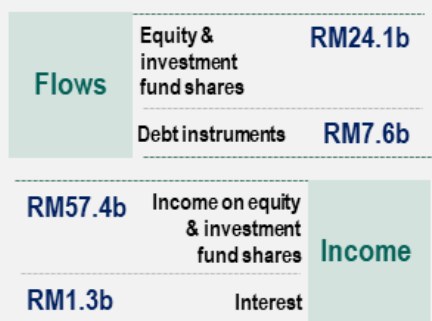 Flows
Equity &
investment
fund shares
RM24.1b
Debt instruments
RM7.6b
RM57.4b
Income on equity
& investment
fund shares
Income
RM1.3b
Interest